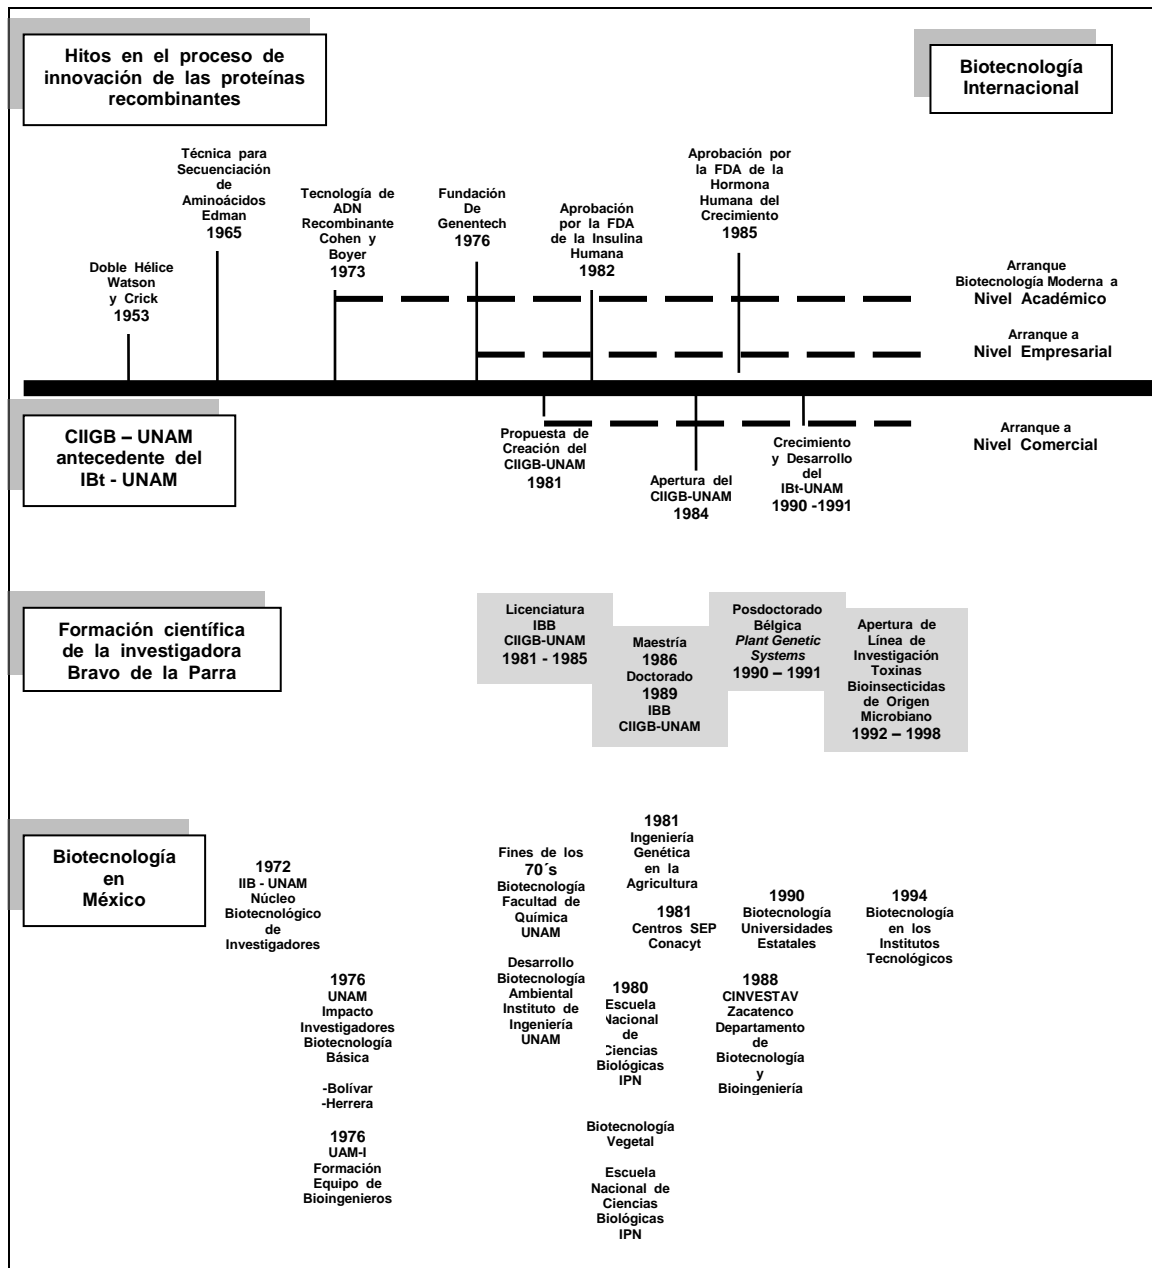 Hitos en el proceso de
innovación de las proteínas
recombinantes
Biotecnología
Internacional
Doble Hélice
Watson
y Crick
1953
Técnica para
Secuenciación
de
Aminoácidos
Edman
1965
Tecnología de
ADN
Recombinante
Cohen y
Boyer
1973
Fundación
De
Genentech
1976
Aprobación
por la FDA
de la Insulina
Humana
1982
Aprobación por
la FDA de la
Hormona
Humana del
Crecimiento
1985
Arranque
Biotecnología Moderna a
Nivel Académico
Arranque a
Nivel Empresarial
CIIGB – UNAM
antecedente del
IBt - UNAM
Propuesta de
Creación del
CIIGB-UNAM
1981
Apertura del
CIIGB-UNAM
1984
Crecimiento
y Desarrollo
del
IBt-UNAM
1990 -1991
Arranque a
Nivel Comercial
Formación científica
de la investigadora
Bravo de la Parra
Licenciatura
IBB
CIIGB-UNAM
1981 - 1985
Maestría
1986
Doctorado
1989
IBB
CIIGB-UNAM
Posdoctorado
Bélgica
Plant Genetic
Systems
1990 – 1991
Apertura de
Línea de
Investigación
Toxinas
Bioinsecticidas
de Origen
Microbiano
1992 – 1998
Biotecnología
en
México
1972
IIB - UNAM
Núcleo
Biotecnológico
de
Investigadores
1976
UNAM
Impacto
Investigadores
Biotecnología
Básica
-Bolívar
-Herrera
1976
UAM-I
Formación
Equipo de
Bioingenieros
Fines de los
70´s
Biotecnología
Facultad de
Química
UNAM
Desarrollo
Biotecnología
Ambiental
Instituto de
Ingeniería
UNAM
1981
Ingeniería
Genética
en la
Agricultura
1981
Centros SEP
Conacyt
1980
Escuela
Nacional
de
Ciencias
Biológicas
IPN
Biotecnología
Vegetal
Escuela
Nacional de
Ciencias
Biológicas
IPN
1990
Biotecnología
Universidades
Estatales
1988
CINVESTAV
Zacatenco
Departamento
de
Biotecnología
y
Bioingeniería
1994
Biotecnología
en los
Institutos
Tecnológicos